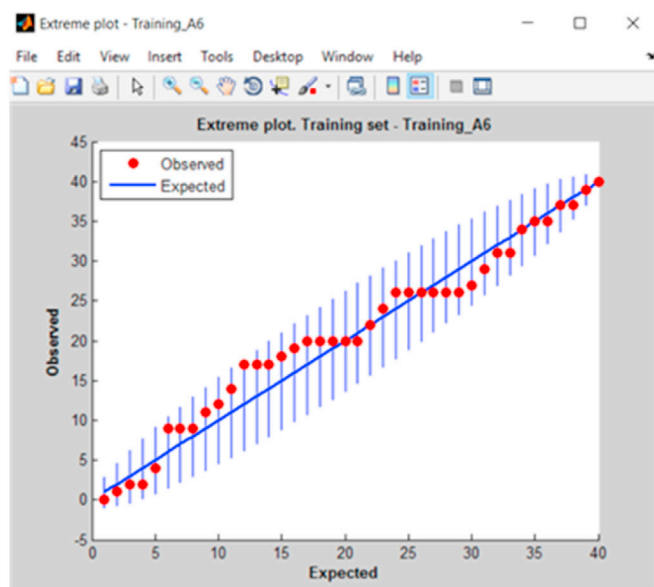 Extreme plot - Training_A6
File Edit View Insert Tools Desktop Window Help
Extreme plot. Training set - Training_A6
45
40
35
30
25
20
15
10
5
0
-5
Observed
Expected
Observed
0 5 10 15 20 25 30 35 40
Expected